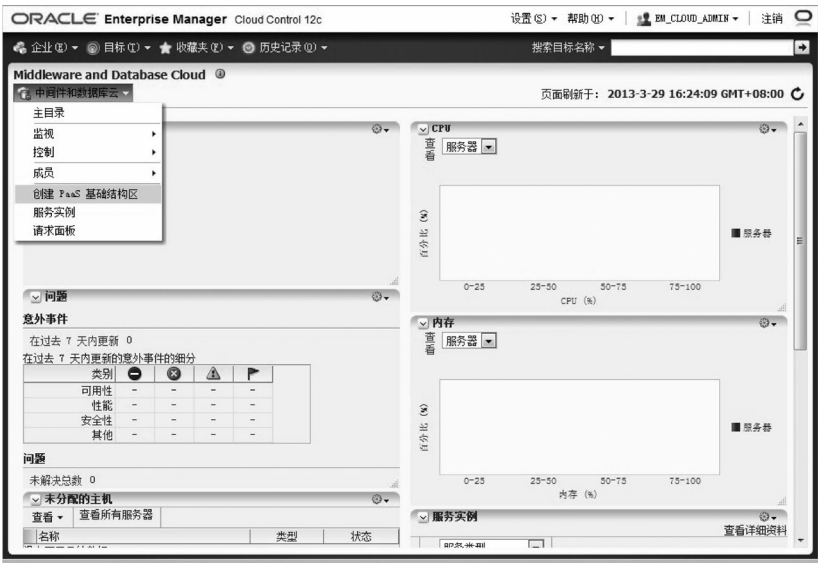 ORACLE Enterprise Manager Cloud Control 12c
设置(S) 帮助(H) EM_CLOUD_ADMIN 注销
企业(E) 目标(T) 收藏夹(F) 历史记录(O) 搜索目标名称
Middleware and Database Cloud
中间件和数据库云
页面刷新于: 2013-3-29 16:24:09 GMT+08:00
主目录
监视
控制
成员
创建 PaaS 基础结构区
服务实例
请求面板
问题
意外事件
在过去 7 天内更新 0
在过去 7 天内更新的意外事件的细分
类别
可用性 - - - -
性能 - - - -
安全性 - - - -
其他 - - - -
问题
未解决总数 0
未分配的主机
查看 查看所有服务器
名称 类型 状态
CPU
查看 服务器
百分比 (%)
服务器
0-25 25-50 50-75 75-100
CPU (%)
内存
查看 服务器
百分比 (%)
服务器
0-25 25-50 50-75 75-100
内存 (%)
服务实例
查看详细资料